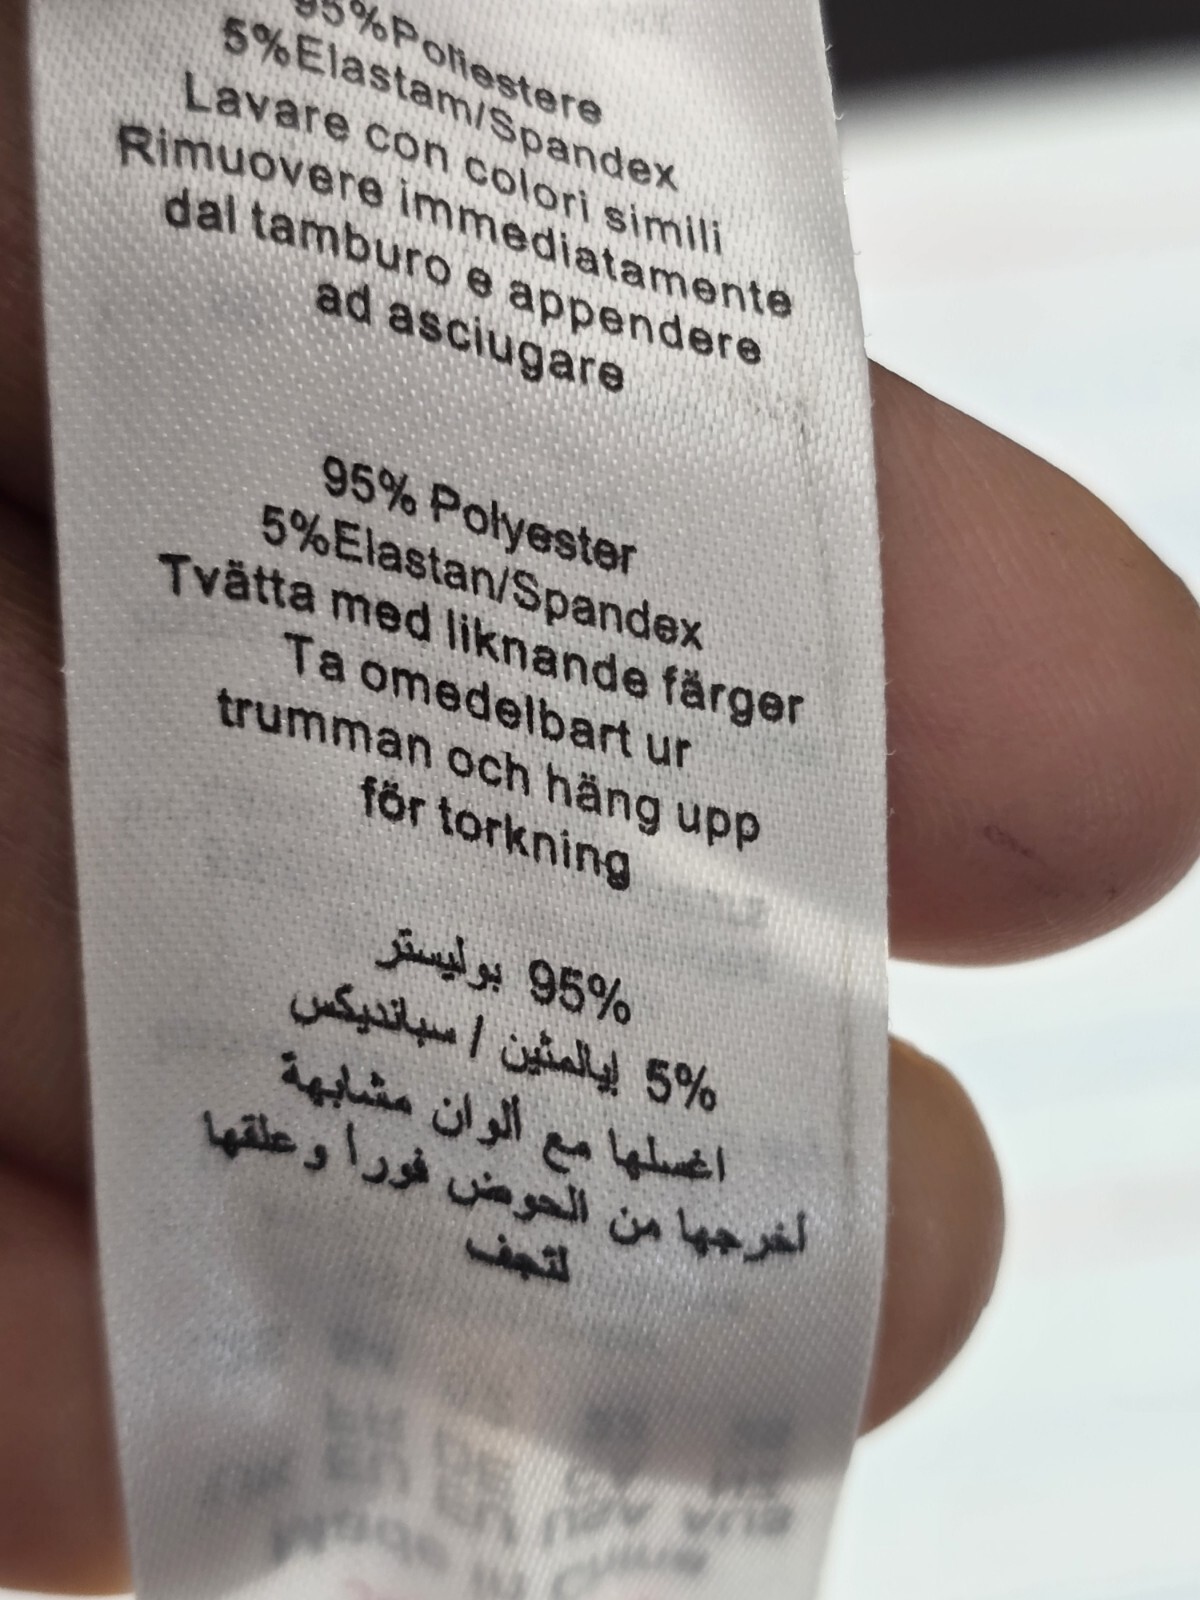 95%Poliestere
5%Elastam/Spandex
Lavare con colori simili
Rimuovere immediatamente
dal tamburo e appendere
ad asciugare
95% Polyester
5%Elastan/Spandex
Tvätta med liknande färger
Ta omedelbart ur
trumman och häng upp
för torkning
95% بوليستر
5% إيالمثين / سباندیکس
اغسلها مع ألوان مشابهة
أخرجها من الحوض فورا وعلقها
لتجف